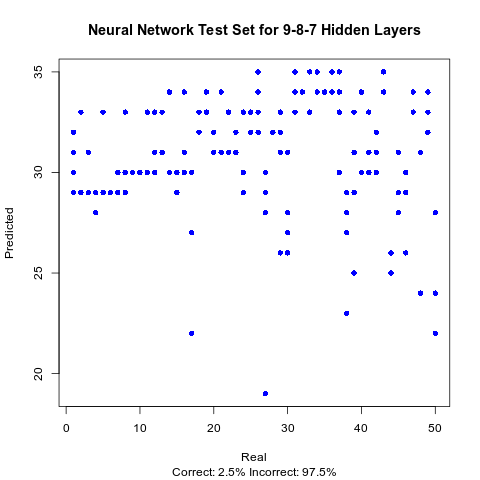 Neural Network Test Set for 9-8-7 Hidden Layers
35
30
25
20
Predicted
0 10 20 30 40 50
Real
Correct: 2.5% Incorrect: 97.5%